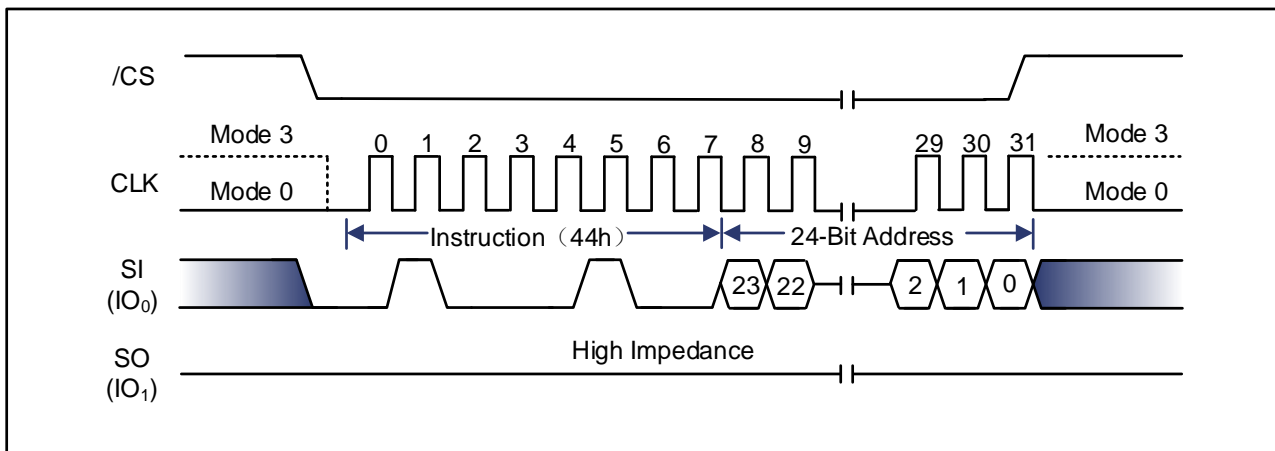 /CS
Mode 3
0 1 2 3 4 5 6 7 8 9 29 30 31
Mode 3
CLK
Mode 0
Mode 0
Instruction（44h）
24-Bit Address
SI
(IO₀)
23 22 2 1 0
High Impedance
SO
(IO₁)